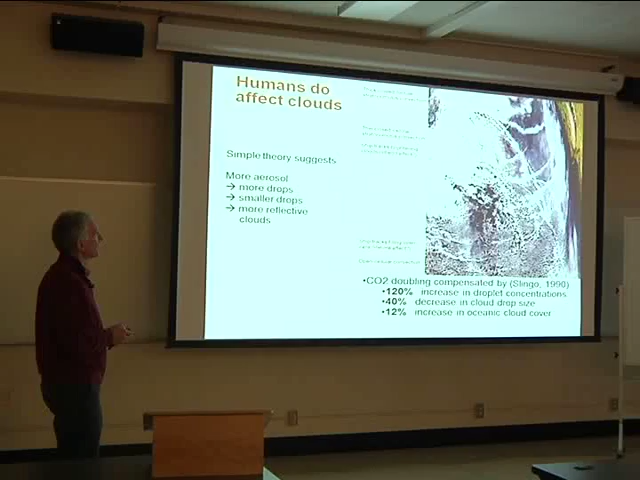 Humans do
affect clouds
Simple theory suggests
More aerosol
→ more drops
→ smaller drops
→ more reflective
clouds
•CO2 doubling compensated by (Slingo, 1990)
•120% increase in droplet concentrations
•40% decrease in cloud drop size
•12% increase in oceanic cloud cover